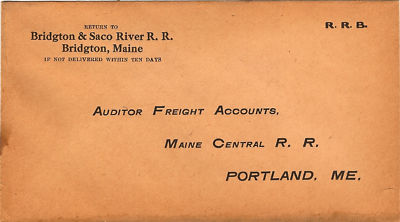 RETURN TO
Bridgton & Saco River R. R.
Bridgton, Maine
IF NOT DELIVERED WITHIN TEN DAYS
R. R. B.
AUDITOR FREIGHT ACCOUNTS,
MAINE CENTRAL R. R.
PORTLAND, ME.